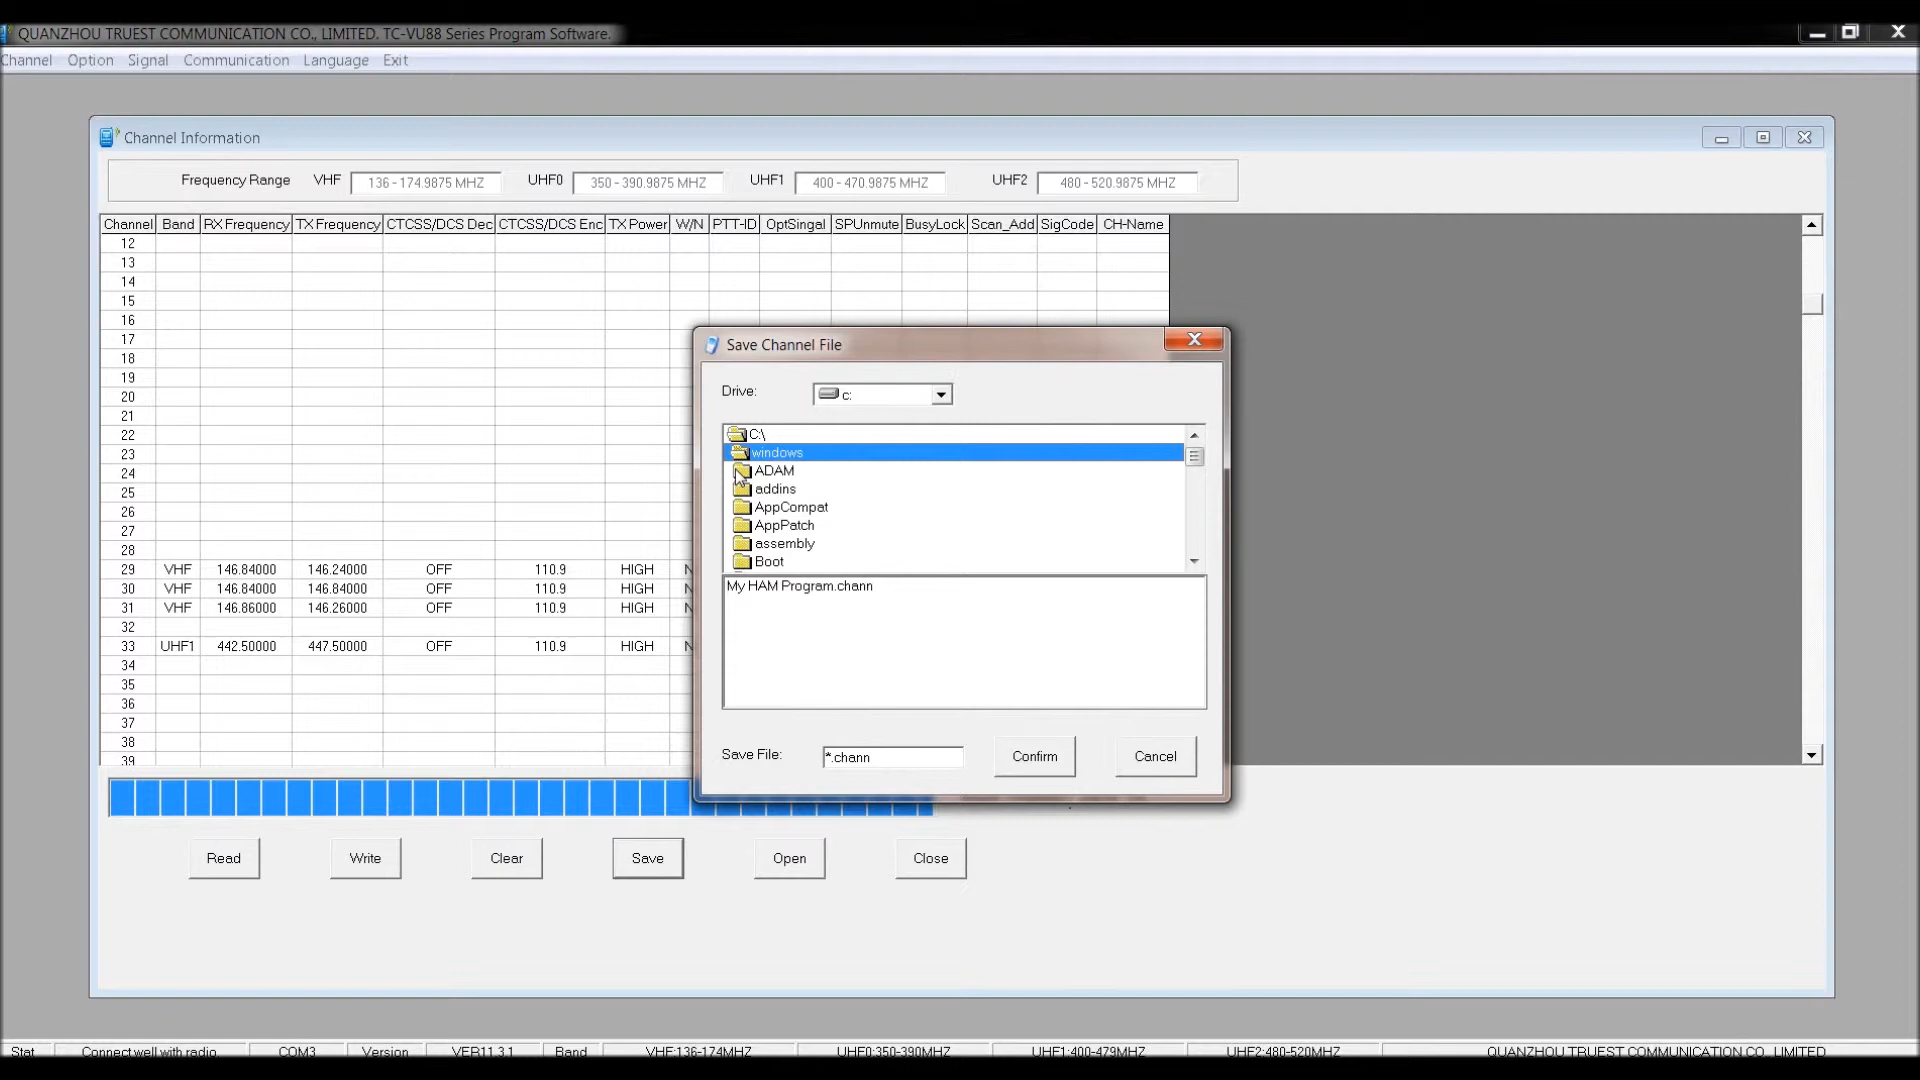 QUANZHOU TRUEST COMMUNICATION CO., LIMITED. TC-VU88 Series Program Software.
Channel Option Signal Communication Language Exit
Channel Information
Frequency Range VHF 136 - 174.9875 MHZ UHF0 350 - 390.9875 MHZ UHF1 400 - 470.9875 MHZ UHF2 480 - 520.9875 MHZ
Channel Band RX Frequency TX Frequency CTCSS/DCS Dec CTCSS/DCS Enc TX Power W/N PTT-ID OptSingal SPUnmute BusyLock Scan_Add SigCode CH-Name
12
13
14
15
16
17
18
19
20
21
22
23
24
25
26
27
28
29 VHF 146.84000 146.24000 OFF 110.9 HIGH N
30 VHF 146.84000 146.84000 OFF 110.9 HIGH N
31 VHF 146.86000 146.26000 OFF 110.9 HIGH N
32
33 UHF1 442.50000 447.50000 OFF 110.9 HIGH N
34
35
36
37
38
39
Save Channel File
Drive: c:
C:\
windows
ADAM
addins
AppCompat
AppPatch
assembly
Boot
My HAM Program.chann
Save File: *.chann Confirm Cancel
Read Write Clear Save Open Close
Stat Connect well with radio COM3 Version VER11.3.1 Band VHF:136-174MHZ UHF0:350-390MHZ UHF1:400-479MHZ UHF2:480-520MHZ QUANZHOU TRUEST COMMUNICATION CO., LIMITED